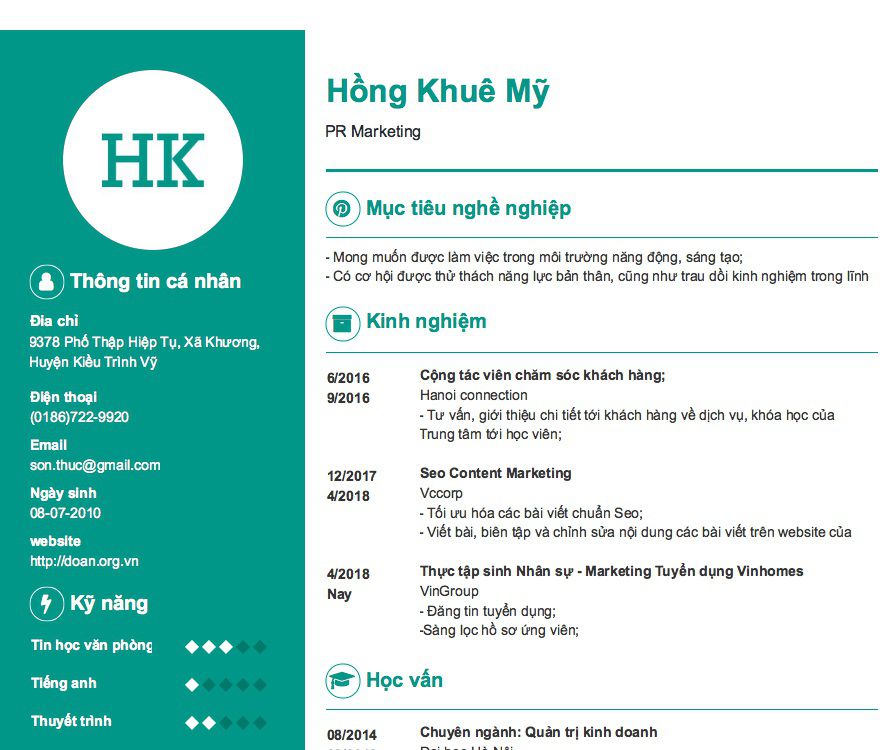 HK
Thông tin cá nhân
Đia chỉ
9378 Phố Thập Hiệp Tụ, Xã Khương,
Huyện Kiều Trình Vỹ
Điện thoại
(0186)722-9920
Email
son.thuc@gmail.com
Ngày sinh
08-07-2010
website
http://doan.org.vn
Kỹ năng
Tin học văn phòng
Tiếng anh
Thuyết trình
Hồng Khuê Mỹ
PR Marketing
Mục tiêu nghề nghiệp
- Mong muốn được làm việc trong môi trường năng động, sáng tạo;
- Có cơ hội được thử thách năng lực bản thân, cũng như trau dồi kinh nghiệm trong lĩnh
Kinh nghiệm
6/2016
9/2016
Cộng tác viên chăm sóc khách hàng;
Hanoi connection
- Tư vấn, giới thiệu chi tiết tới khách hàng về dịch vụ, khóa học của
Trung tâm tới học viên;
12/2017
4/2018
Seo Content Marketing
Vccorp
- Tối ưu hóa các bài viết chuẩn Seo;
- Viết bài, biên tập và chỉnh sửa nội dung các bài viết trên website của
4/2018
Nay
Thực tập sinh Nhân sự - Marketing Tuyển dụng Vinhomes
VinGroup
- Đăng tin tuyển dụng;
-Sàng lọc hồ sơ ứng viên;
Học vấn
08/2014
Chuyên ngành: Quản trị kinh doanh